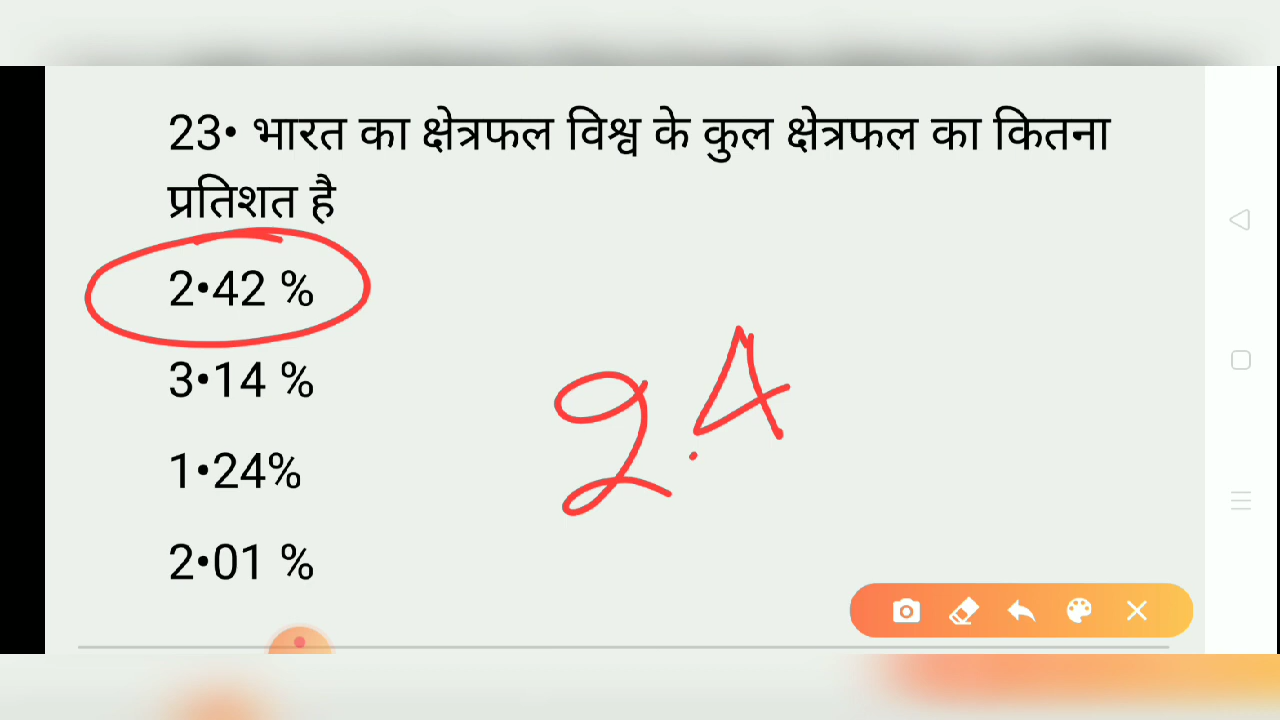 23• भारत का क्षेत्रफल विश्व के कुल क्षेत्रफल का कितना
प्रतिशत है
2•42 %
3•14 %
2.4
1•24%
2•01 %